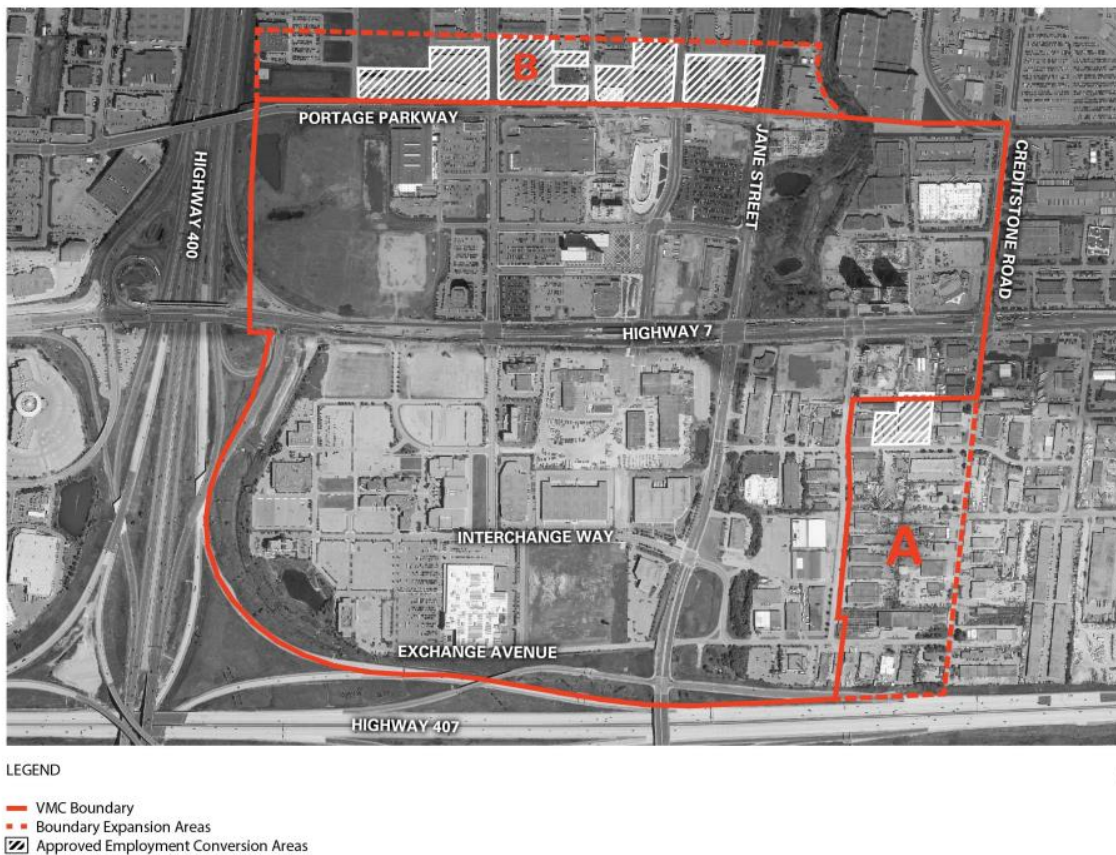 B
PORTAGE PARKWAY
JANE STREET
HIGHWAY 400
CREDITSTONE ROAD
HIGHWAY 7
A
INTERCHANGE WAY
EXCHANGE AVENUE
HIGHWAY 407
LEGEND
VMC Boundary
Boundary Expansion Areas
Approved Employment Conversion Areas